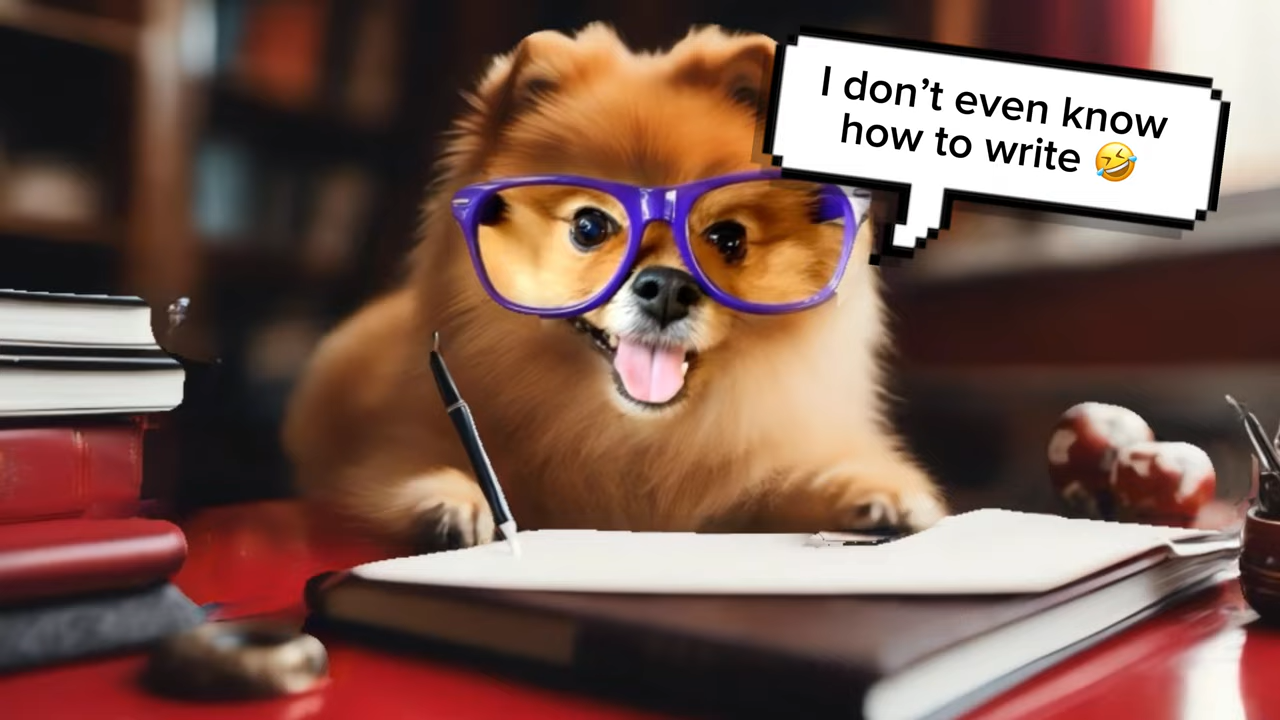 I don’t even know
how to write 🤣